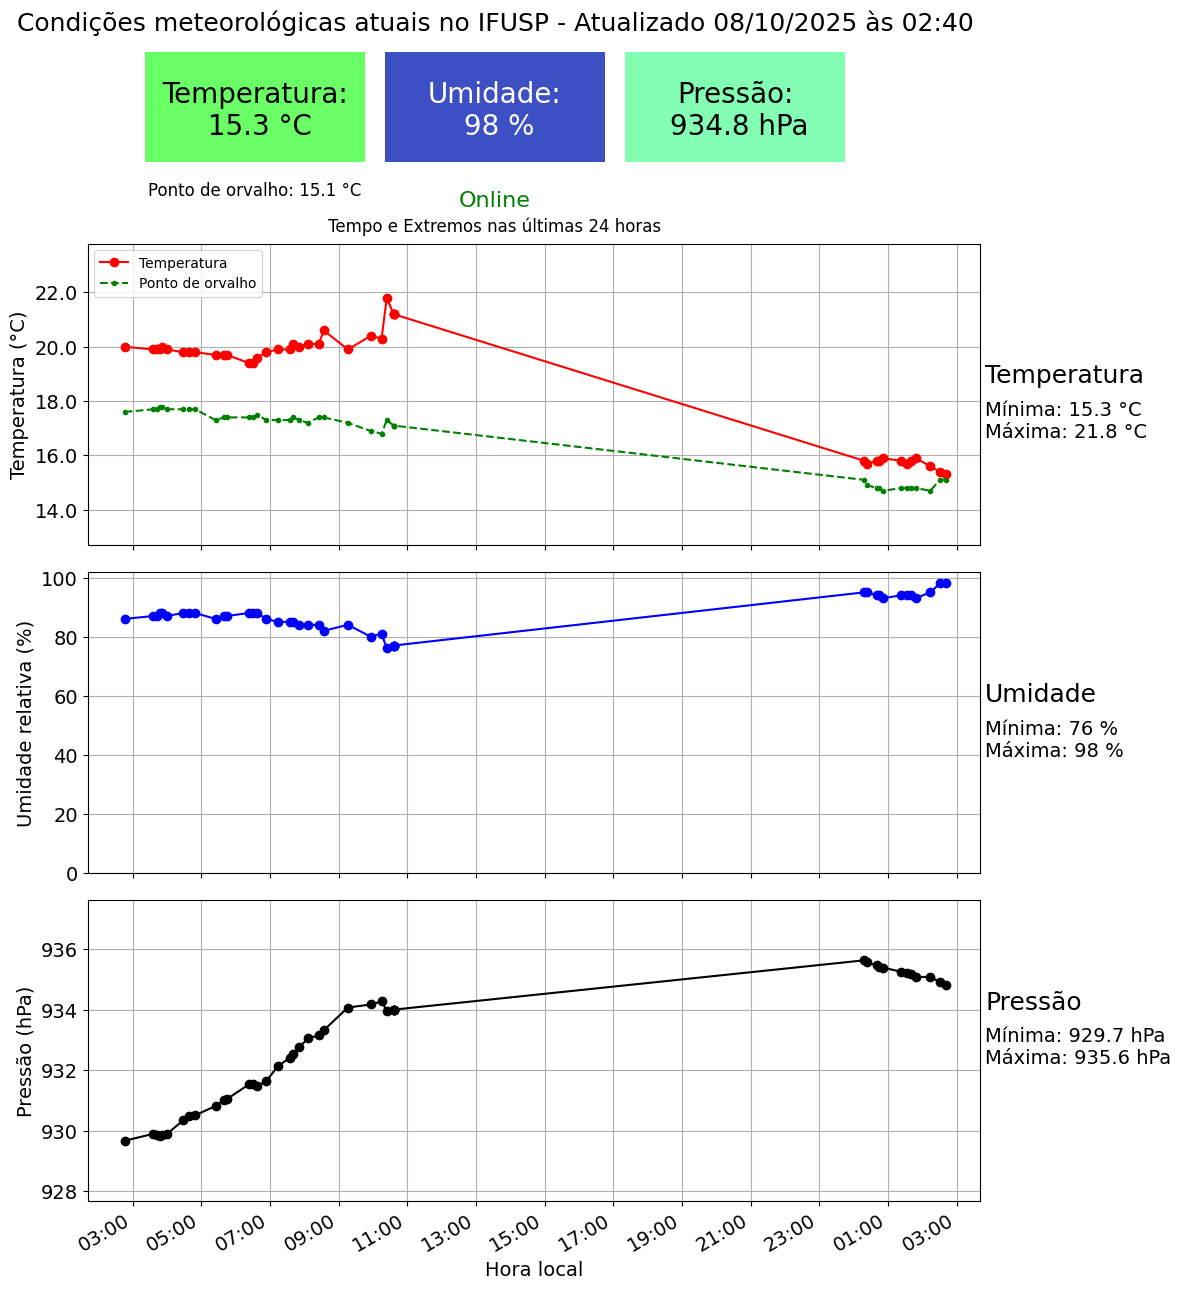 Condições meteorológicas atuais no IFUSP - Atualizado 08/10/2025 às 02:40
Temperatura:
15.3 °C
Umidade:
98 %
Pressão:
934.8 hPa
Ponto de orvalho: 15.1 °C
Online
Tempo e Extremos nas últimas 24 horas
Temperatura
Ponto de orvalho
Temperatura (°C)
22.0
20.0
18.0
16.0
14.0
Temperatura
Mínima: 15.3 °C
Máxima: 21.8 °C
Umidade relativa (%)
100
80
60
40
20
0
Umidade
Mínima: 76 %
Máxima: 98 %
Pressão (hPa)
936
934
932
930
928
Pressão
Mínima: 929.7 hPa
Máxima: 935.6 hPa
03:00
05:00
07:00
09:00
11:00
13:00
15:00
17:00
19:00
21:00
23:00
01:00
03:00
Hora local